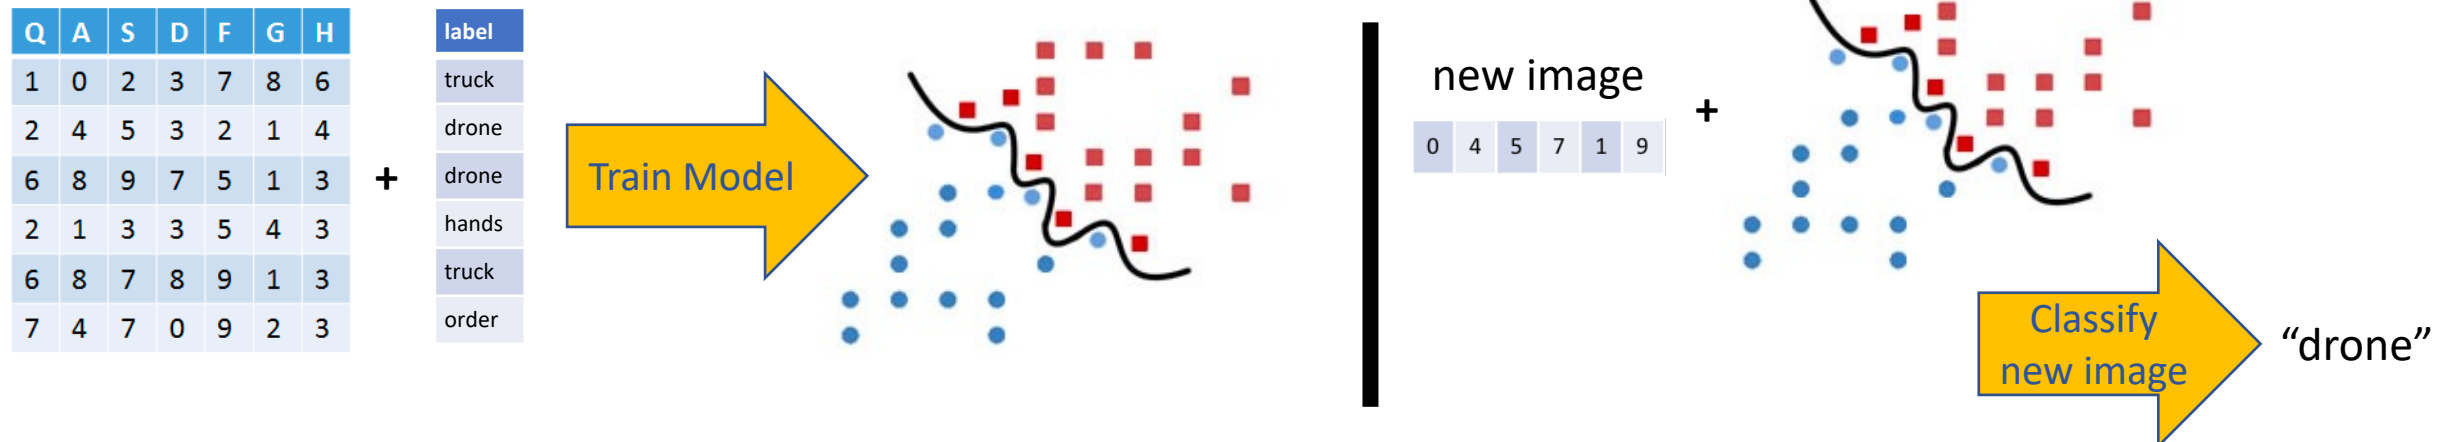 Q A S D F G H
1 0 2 3 7 8 6
2 4 5 3 2 1 4
6 8 9 7 5 1 3
2 1 3 3 5 4 3
6 8 7 8 9 1 3
7 4 7 0 9 2 3
+
label
truck
drone
drone
hands
truck
order
Train Model
new image
0 4 5 7 1 9
+
Classify
new image
“drone”